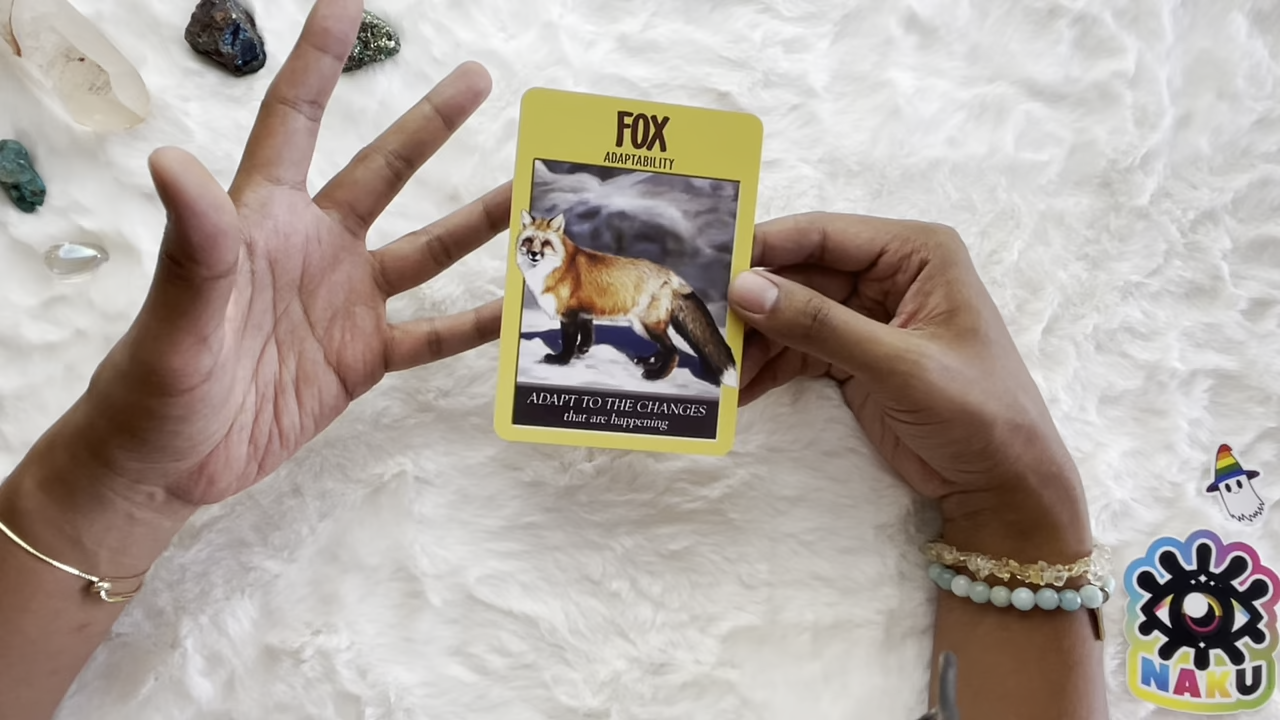 FOX
ADAPTABILITY
ADAPT TO THE CHANGES
that are happening
NAKU